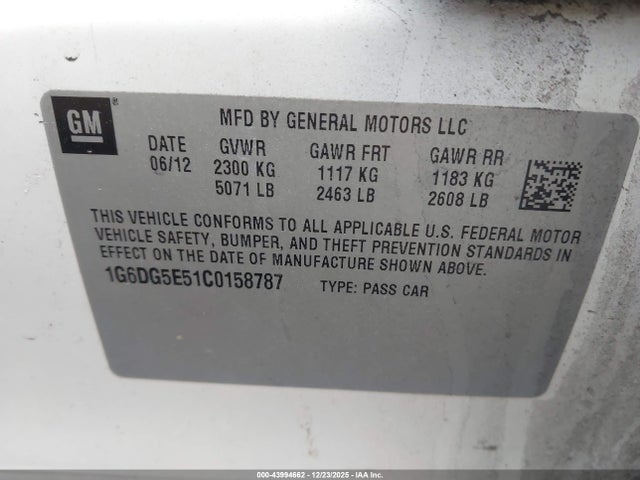 GM ®
MFD BY GENERAL MOTORS LLC
DATE GVWR GAWR FRT GAWR RR
06/12 2300 KG 1117 KG 1183 KG
5071 LB 2463 LB 2608 LB
THIS VEHICLE CONFORMS TO ALL APPLICABLE U.S. FEDERAL MOTOR
VEHICLE SAFETY, BUMPER, AND THEFT PREVENTION STANDARDS IN
EFFECT ON THE DATE OF MANUFACTURE SHOWN ABOVE.
1G6DG5E51C0158787 TYPE: PASS CAR
000-43994662 - 12/23/2025 - IAA, Inc.